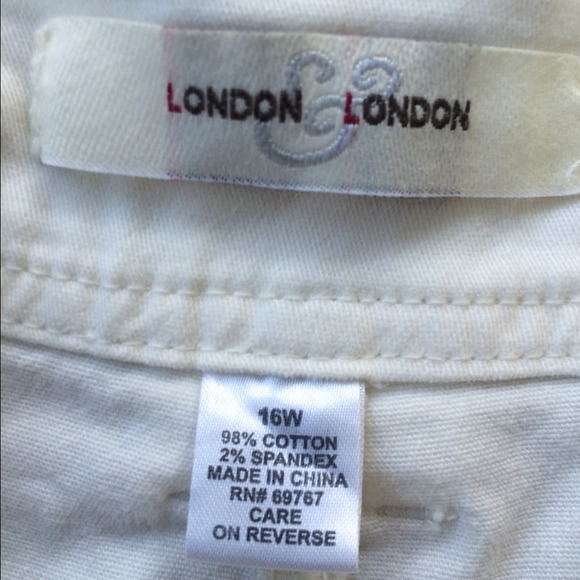 LONDON & LONDON
16W
98% COTTON
2% SPANDEX
MADE IN CHINA
RN# 69767
CARE
ON REVERSE